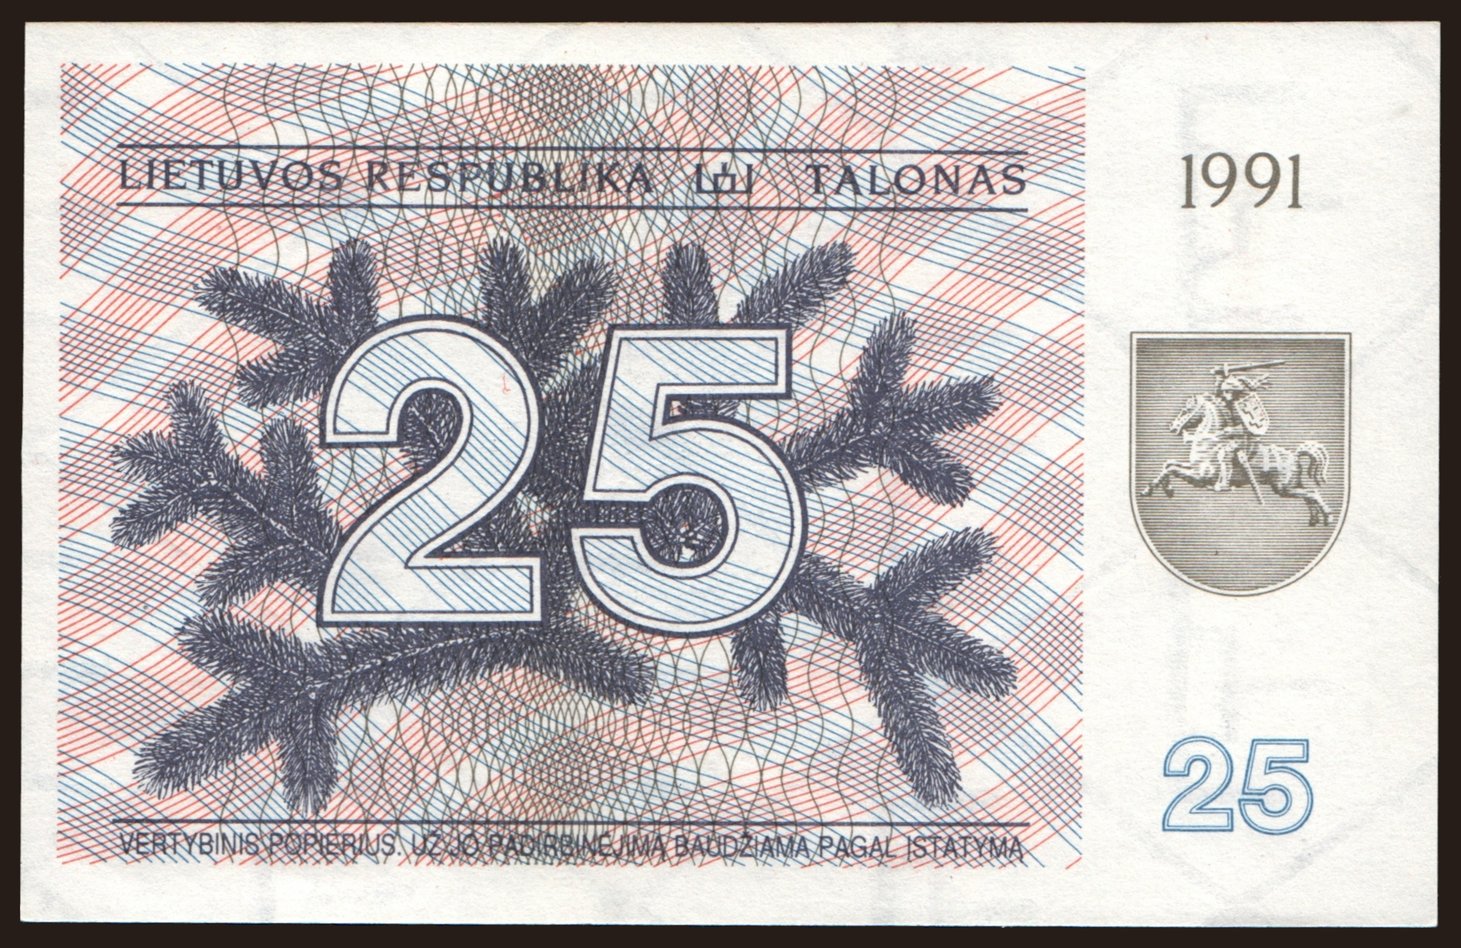 LIETUVOS RESPUBLIKA TALONAS
1991
25
25
VERTYBINIS POPIERIUS. UŽ JO PADIRBINĖJIMĄ BAUDŽIAMA PAGAL ĮSTATYMĄ